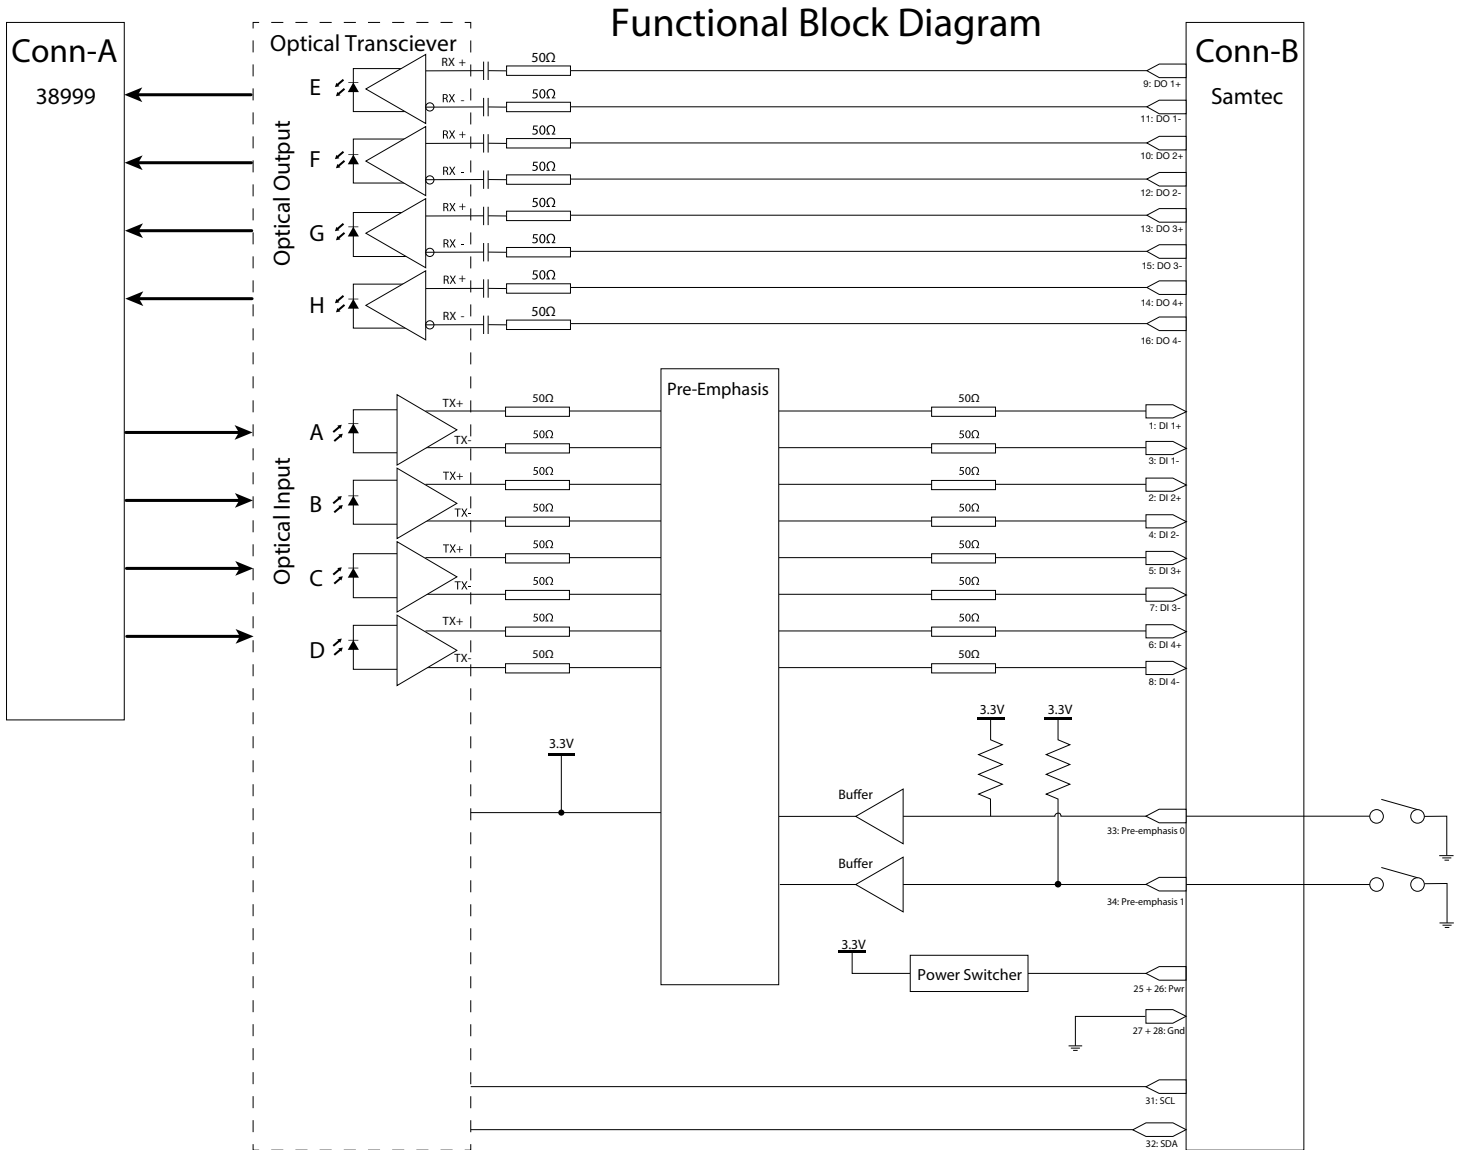 Functional Block Diagram
Conn-A
38999
Optical Transciever
Conn-B
Samtec
Optical Output
E
RX +
50Ω
9: DO 1+
RX -
50Ω
11: DO 1-
F
RX +
50Ω
10: DO 2+
RX -
50Ω
12: DO 2-
G
RX +
50Ω
13: DO 3+
RX -
50Ω
15: DO 3-
H
RX +
50Ω
14: DO 4+
RX -
50Ω
16: DO 4-
Pre-Emphasis
Optical Input
A
TX+
50Ω
50Ω
1: DI 1+
TX-
50Ω
50Ω
3: DI 1-
B
TX+
50Ω
50Ω
2: DI 2+
TX-
50Ω
50Ω
4: DI 2-
C
TX+
50Ω
50Ω
5: DI 3+
TX-
50Ω
50Ω
7: DI 3-
D
TX+
50Ω
50Ω
6: DI 4+
TX-
50Ω
50Ω
8: DI 4-
3.3V
3.3V
3.3V
Buffer
33: Pre-emphasis 0
Buffer
34: Pre-emphasis 1
3.3V
Power Switcher
25 + 26: Pwr
27 + 28: Gnd
31: SCL
32: SDA